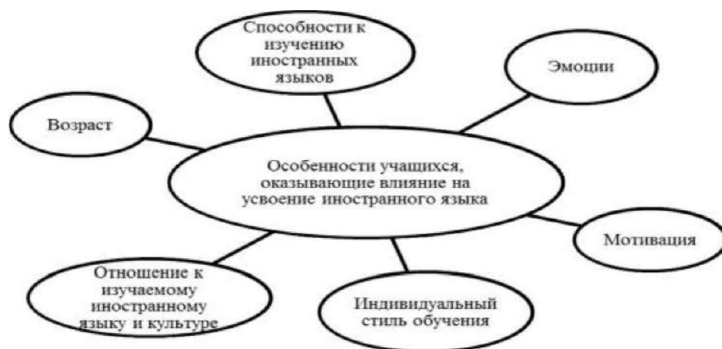 Способности к
изучению
иностранных
языков
Эмоции
Возраст
Особенности учащихся,
оказывающие влияние на
усвоение иностранного языка
Мотивация
Отношение к
изучаемому
иностранному
языку и культуре
Индивидуальный
стиль обучения